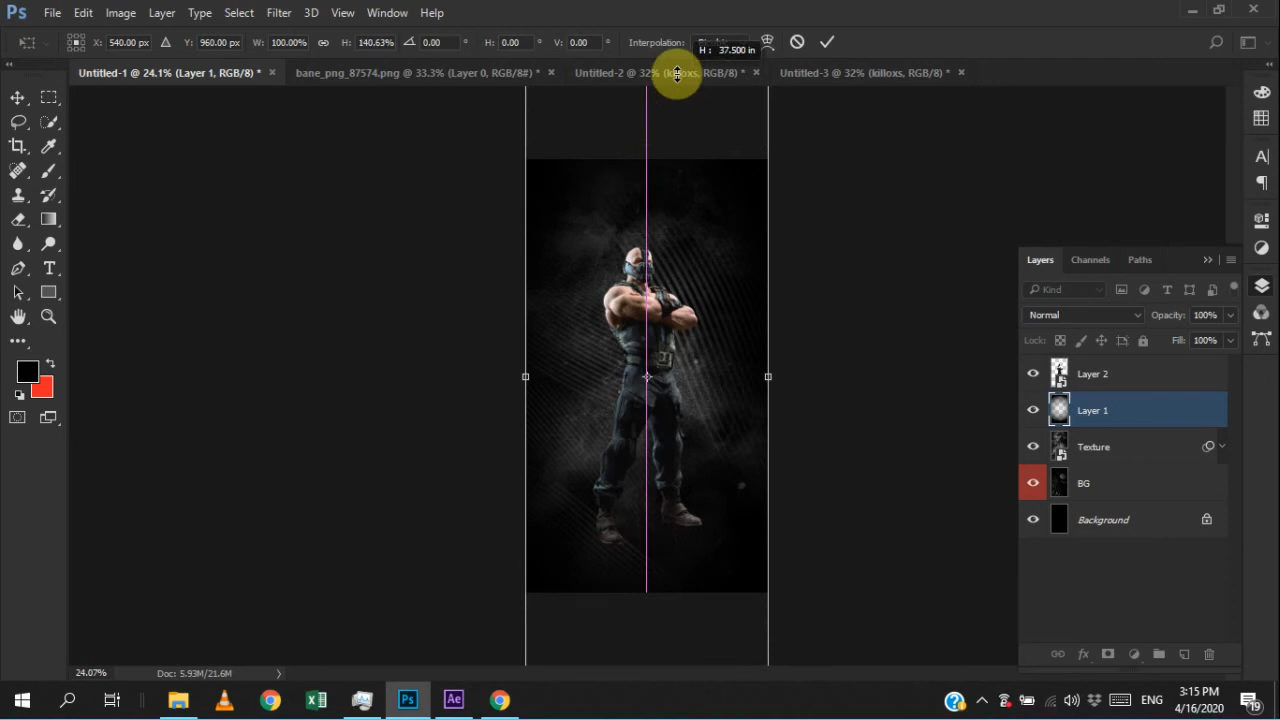 Ps File Edit Image Layer Type Select Filter 3D View Window Help
X: 540.00 px Y: 960.00 px W: 100.00% H: 140.63% 0.00 ° H: 0.00 ° V: 0.00 ° Interpolation:
H: 37.500 in
Untitled-1 @ 24.1% (Layer 1, RGB/8) * × bane_png_87574.png @ 33.3% (Layer 0, RGB/8#) * × Untitled-2 @ 32% (killoxs, RGB/8) * × Untitled-3 @ 32% (killoxs, RGB/8) * ×
Layers Channels Paths
Kind
Normal Opacity: 100%
Lock: Fill: 100%
Layer 2
Layer 1
Texture
BG
Background
24.07% Doc: 5.93M/21.6M
Ps Ae ENG 3:15 PM
4/16/2020 19